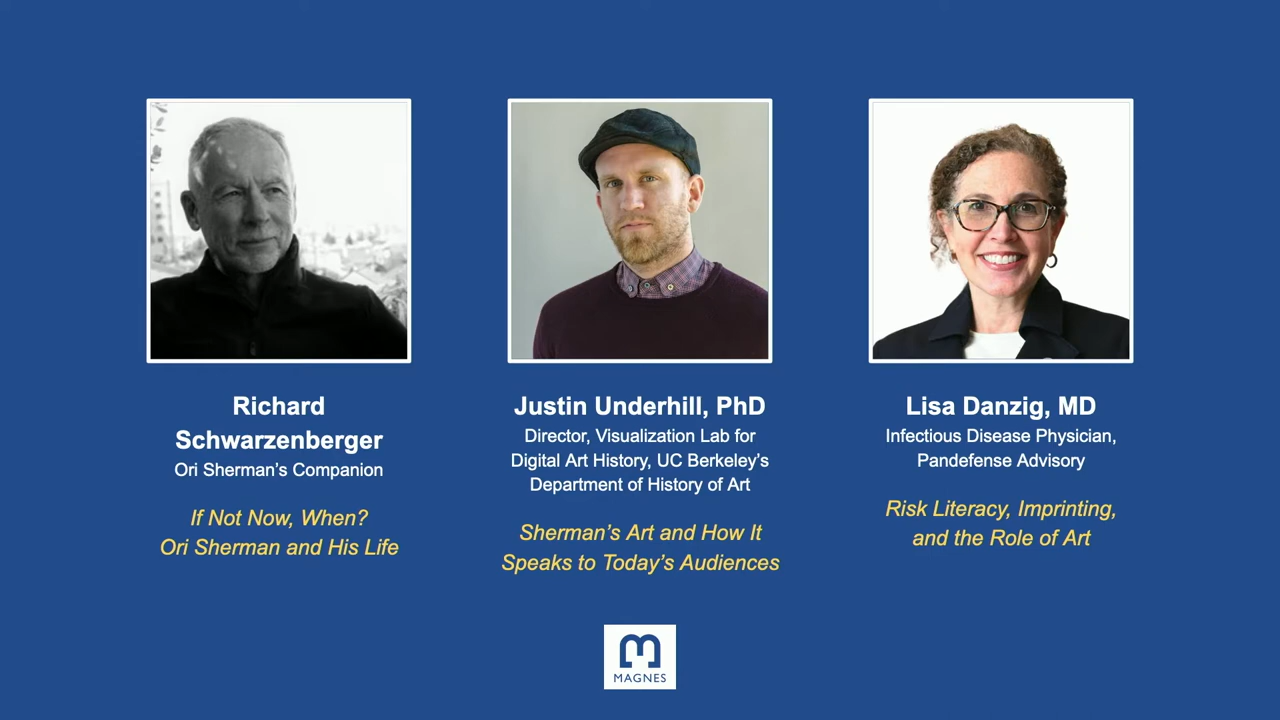 Richard
Schwarzenberger
Ori Sherman's Companion
If Not Now, When?
Ori Sherman and His Life
Justin Underhill, PhD
Director, Visualization Lab for
Digital Art History, UC Berkeley's
Department of History of Art
Sherman's Art and How It
Speaks to Today's Audiences
Lisa Danzig, MD
Infectious Disease Physician,
Pandefense Advisory
Risk Literacy, Imprinting,
and the Role of Art
MAGNES